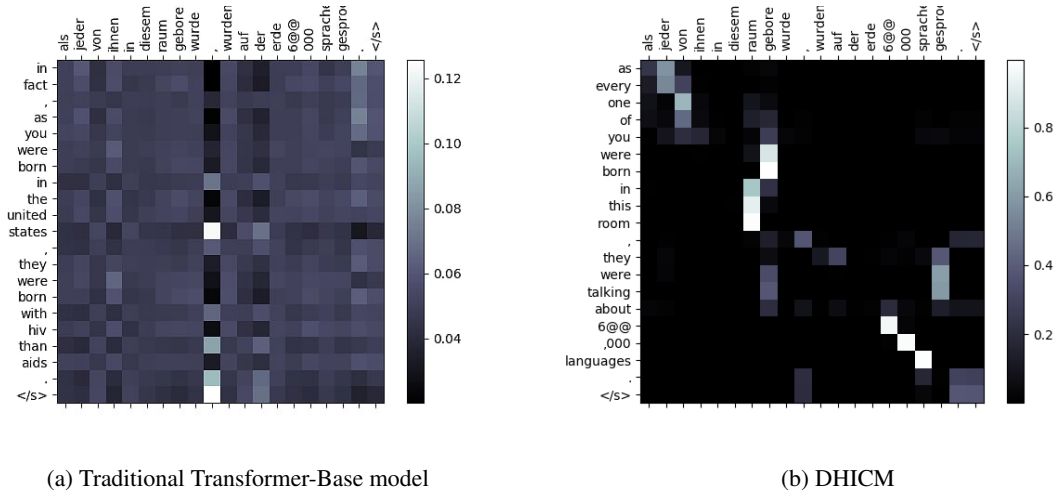 als
jeder
von
ihnen
in
diesem
raum
gebore
wurde
,
wurden
auf
der
erde
6@@
000
sprache
gespro
.
</s>
in
fact
,
as
you
were
born
in
the
united
states
,
they
were
born
with
hiv
than
aids
.
</s>
0.12
0.10
0.08
0.06
0.04
(a) Traditional Transformer-Base model
als
jeder
von
ihnen
in
diesem
raum
gebore
wurde
,
wurden
auf
der
erde
6@@
000
sprache
gespro
.
</s>
as
every
one
of
you
were
born
in
this
room
,
they
were
talking
about
6@@
,000
languages
.
</s>
0.8
0.6
0.4
0.2
(b) DHICM